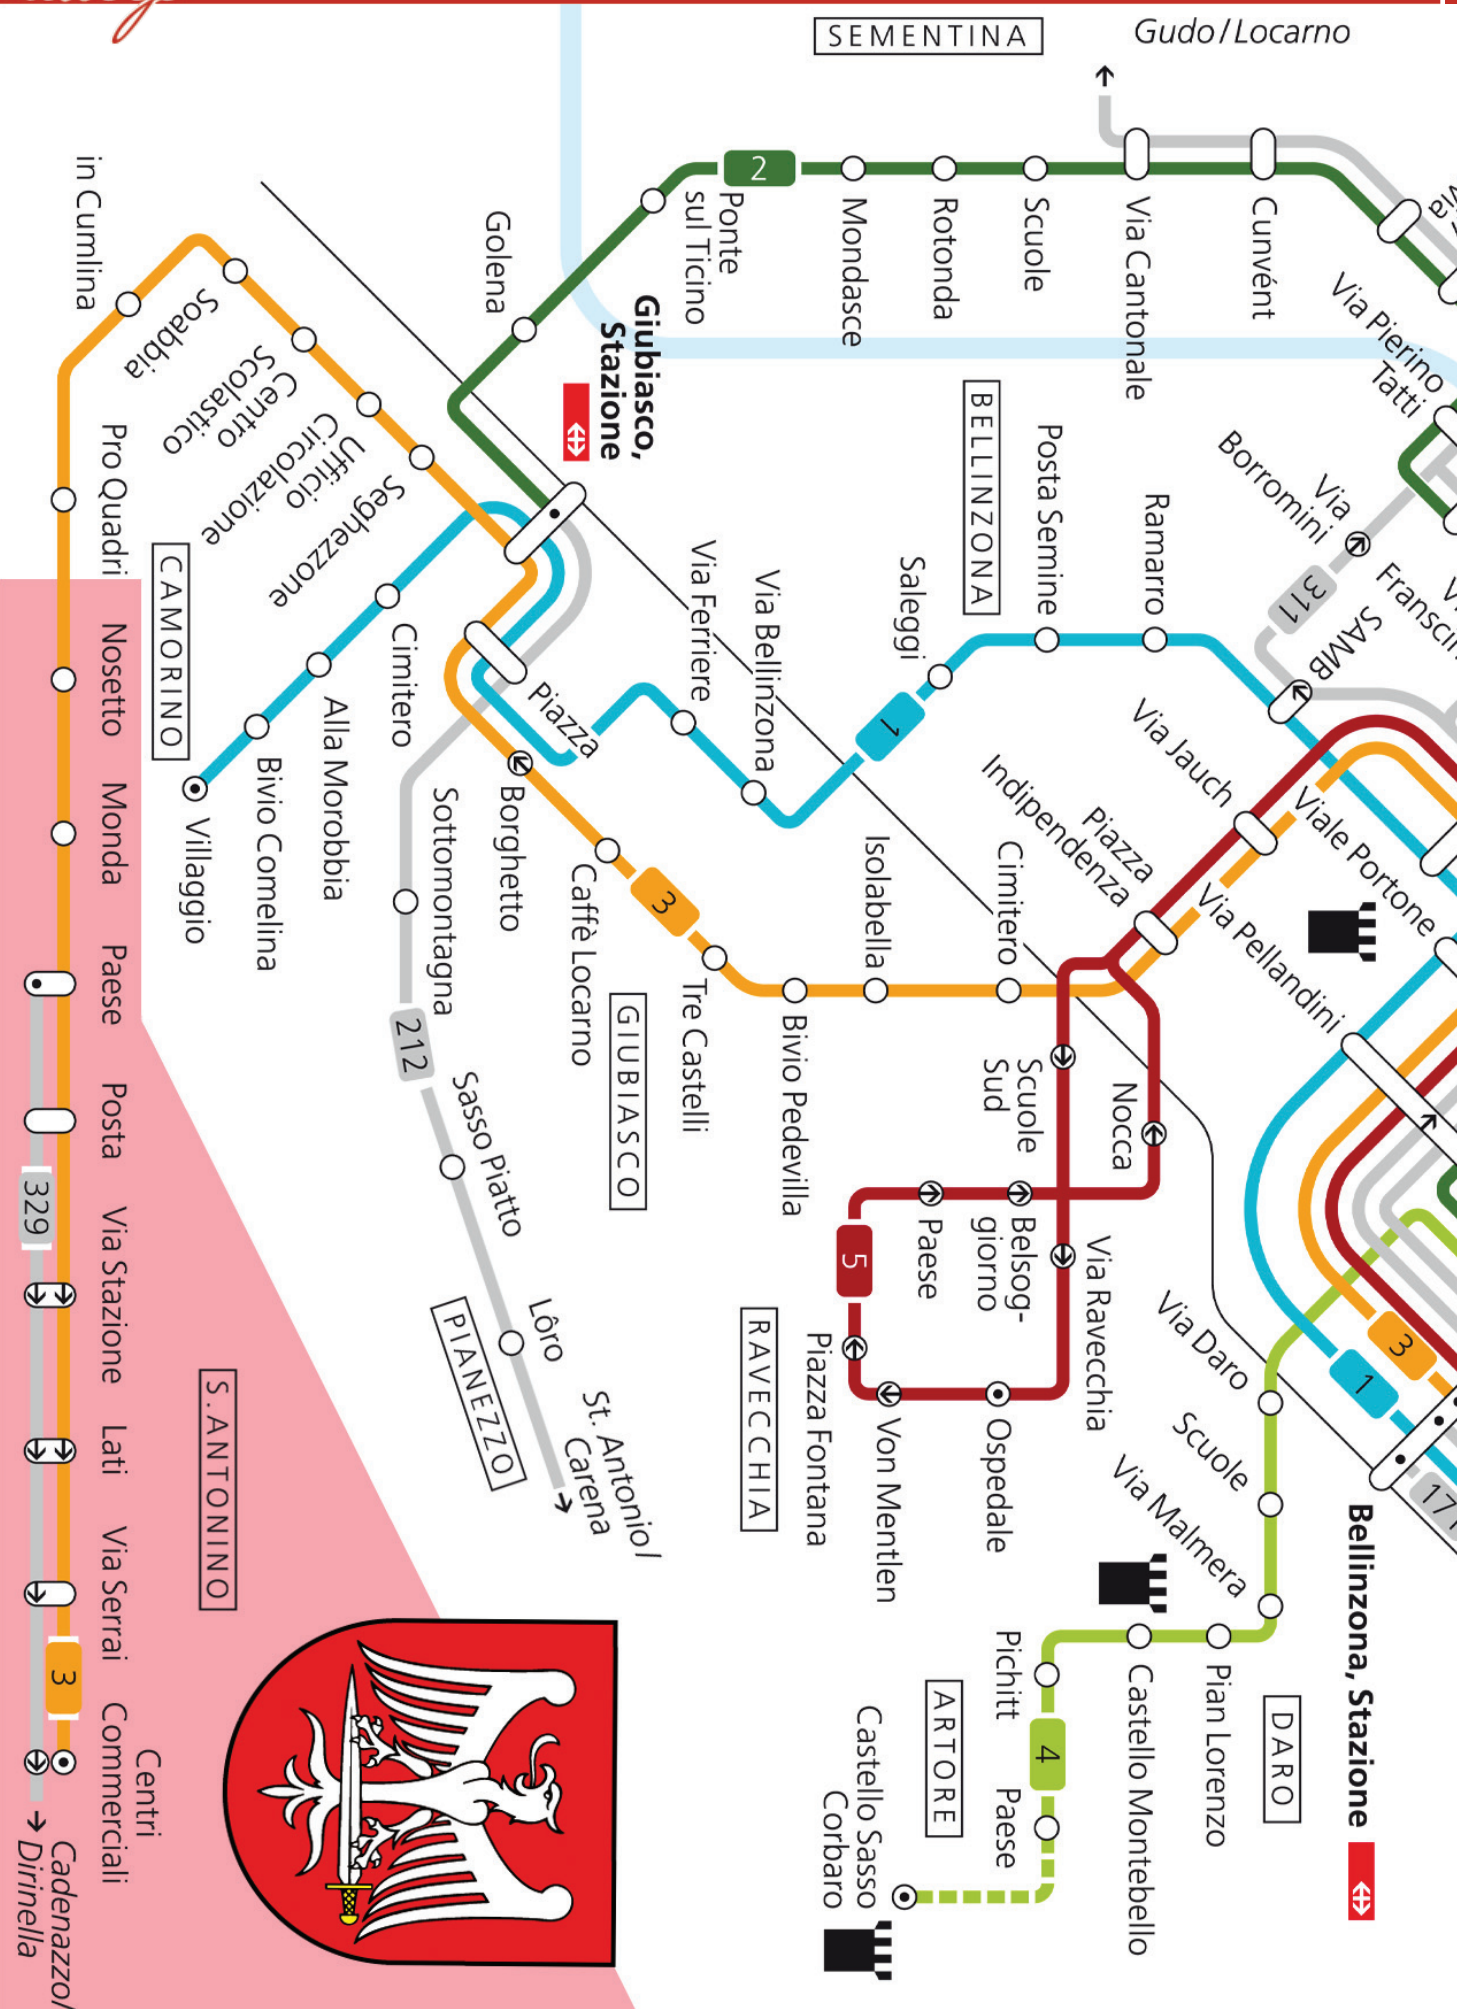 SEMENTINA
Gudo/Locarno
2
Ponte
sul Ticino
Mondasce
Rotonda
Scuole
Via Cantonale
Cunvént
Via Pierino
Tatti
Golena
Giubiasco,
Stazione
in Cumlina
Soabbia
Centro
Scolastico
Ufficio
Circolazione
Seghezzone
Pro Quadri
CAMORINO
Cimitero
Alla Morobbia
Bivio Comelina
Villaggio
Piazza
Via Ferriere
Via Bellinzona
Saleggi
BELLINZONA
Posta Semine
Ramarro
1
Via
Borromini
311
SAMB
Via Jauch
Piazza
Indipendenza
Viale Portone
Via Pellandini
Borghetto
Caffè Locarno
3
Tre Castelli
Bivio Pedevilla
Isolabella
Cimitero
GIUBIASCO
Sottomontagna
212
Sasso Piatto
Lôro
PIANEZZO
St. Antonio/
Carena
Scuole
Sud
Nocca
Belsog-
giorno
Paese
5
Via Ravecchia
Piazza Fontana
Von Mentlen
Ospedale
RAVECCHIA
3
1
171
Via Daro
Scuole
Via Malmera
Bellinzona, Stazione
DARO
Pian Lorenzo
Castello Montebello
Pichitt
4
Paese
ARTORE
Castello Sasso
Corbaro
Nosetto
Monda
Paese
Posta
329
Via Stazione
Lati
Via Serrai
3
Centri
Commerciali
S.ANTONINO
Cadenazzo/
Dirinella